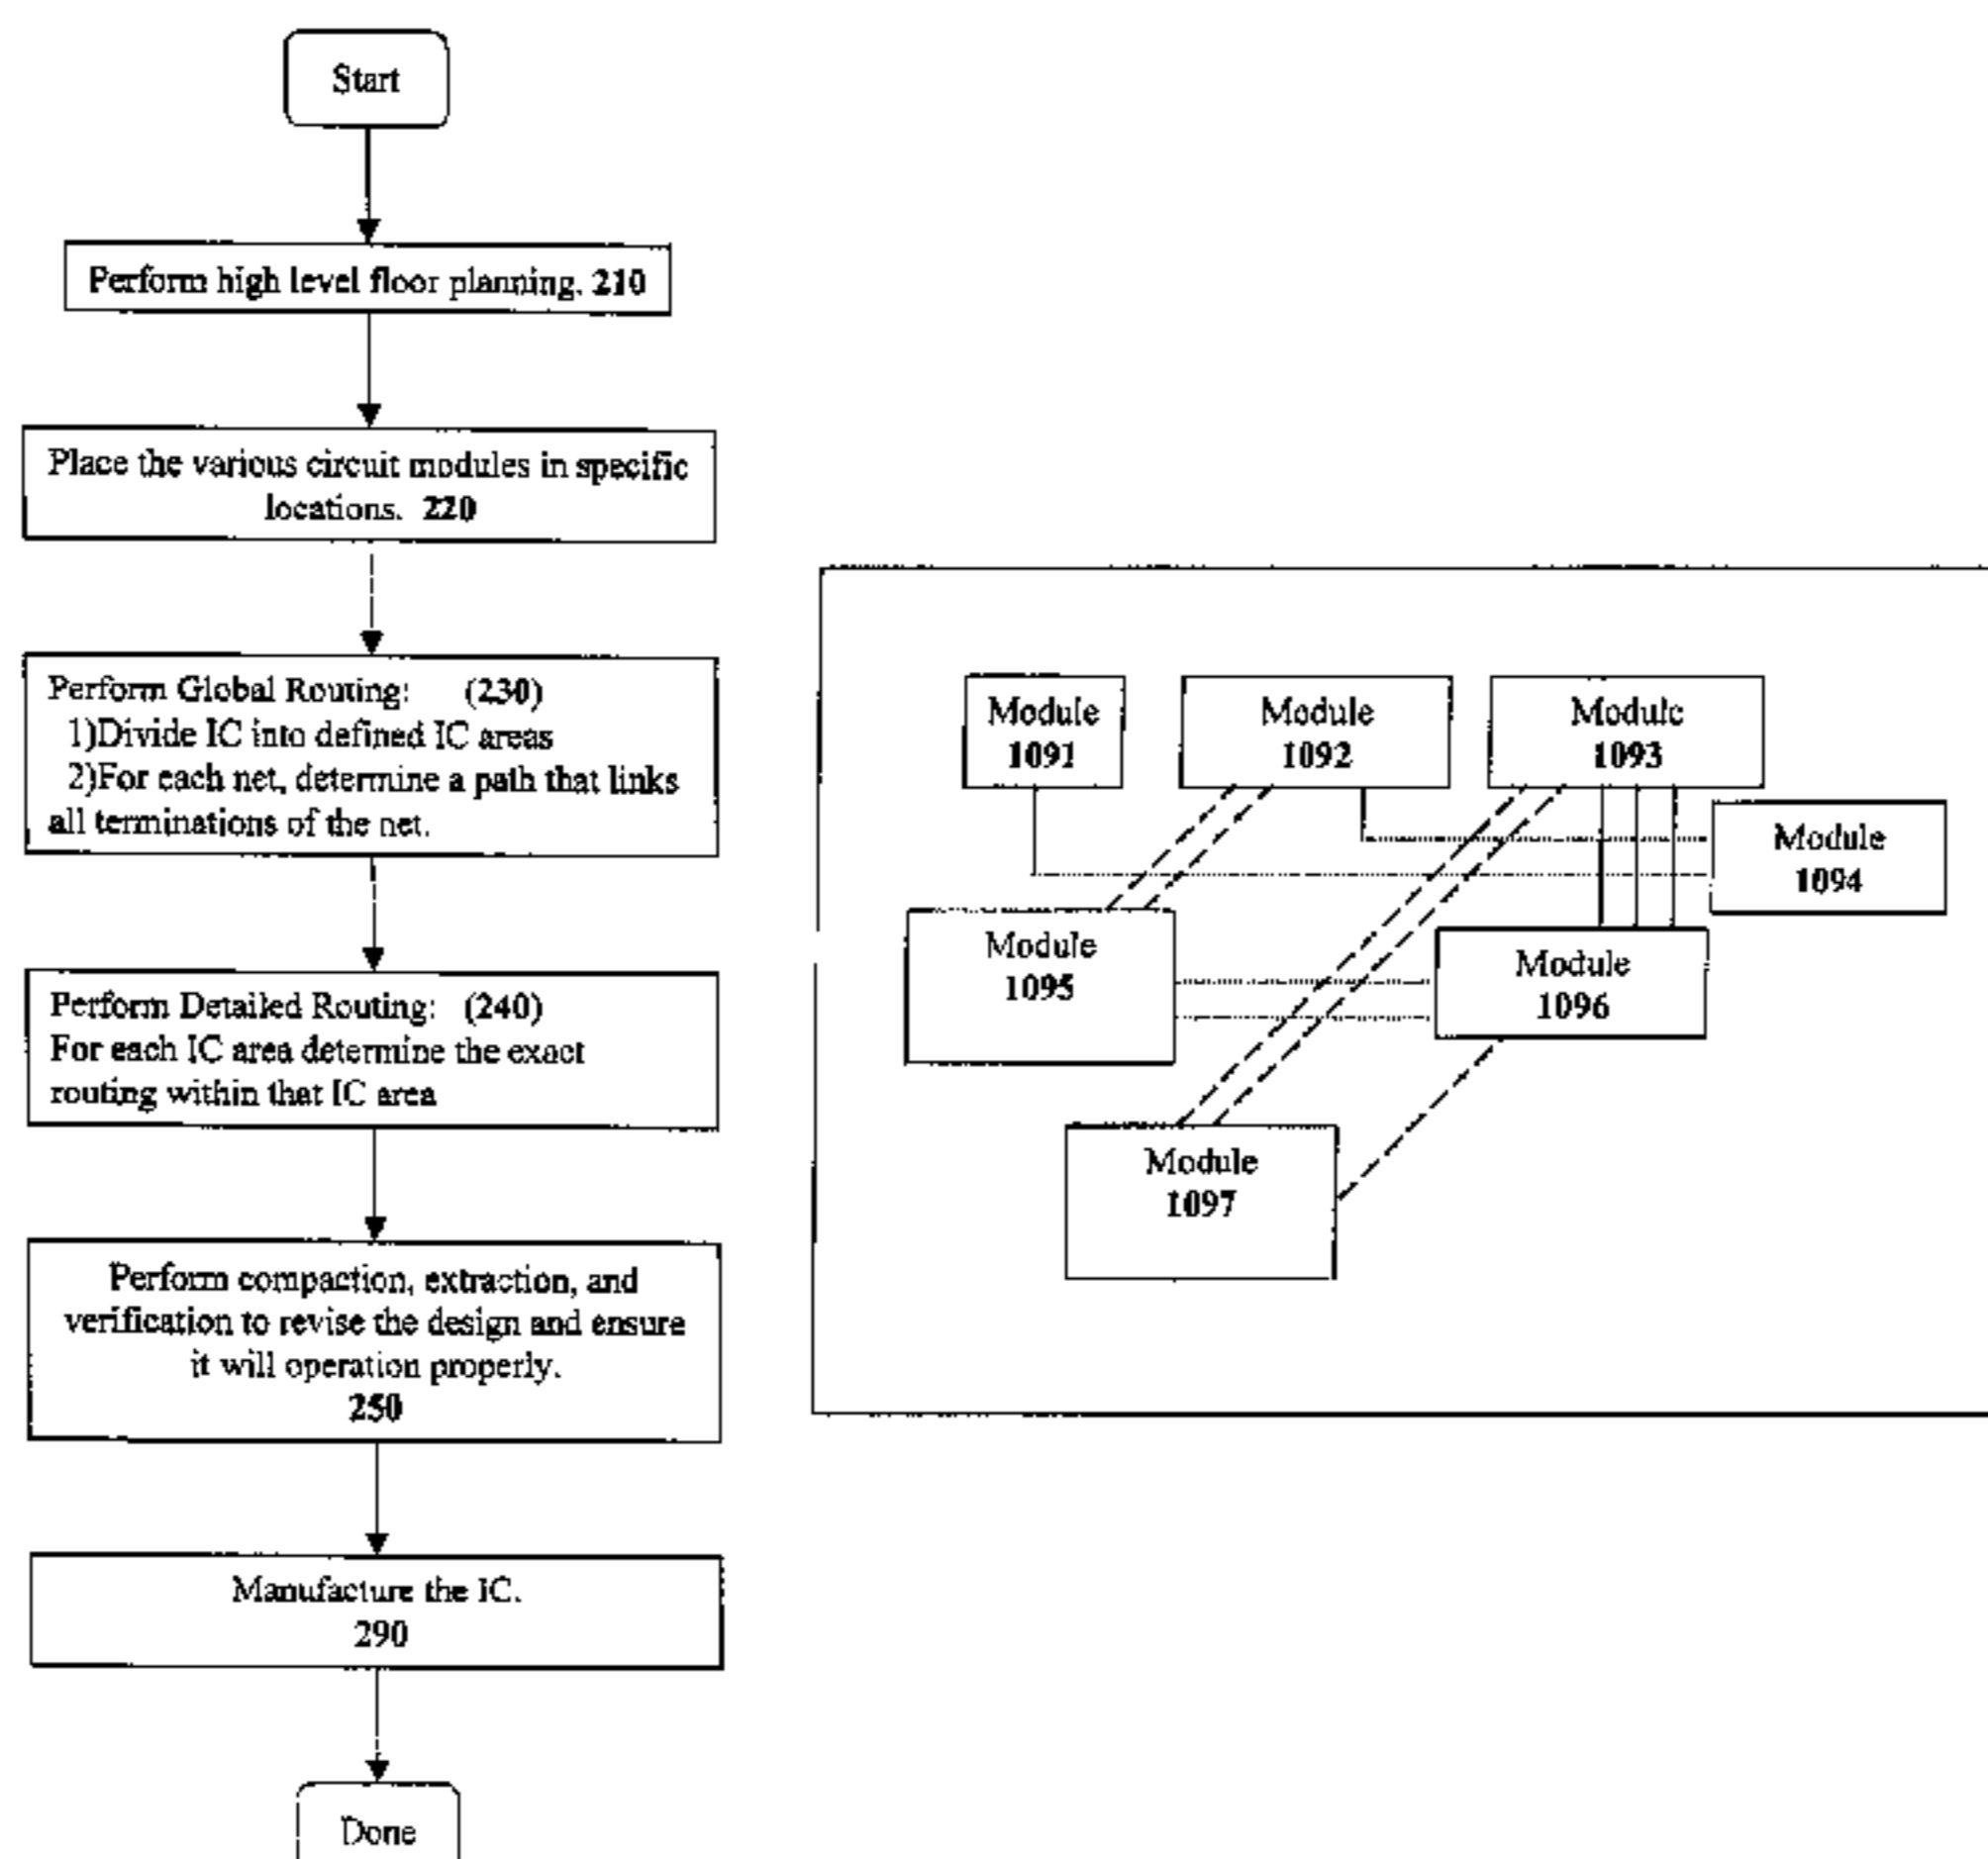 Start
Perform high level floor planning. 210
Place the various circuit modules in specific
locations. 220
Perform Global Routing: (230)
1)Divide IC into defined IC areas
2)For each net, determine a path that links
all terminations of the net.
Perform Detailed Routing: (240)
For each IC area determine the exact
routing within that IC area
Perform compaction, extraction, and
verification to revise the design and ensure
it will operation properly.
250
Manufacture the IC.
290
Done
Module
1091
Module
1092
Module
1093
Module
1094
Module
1095
Module
1096
Module
1097